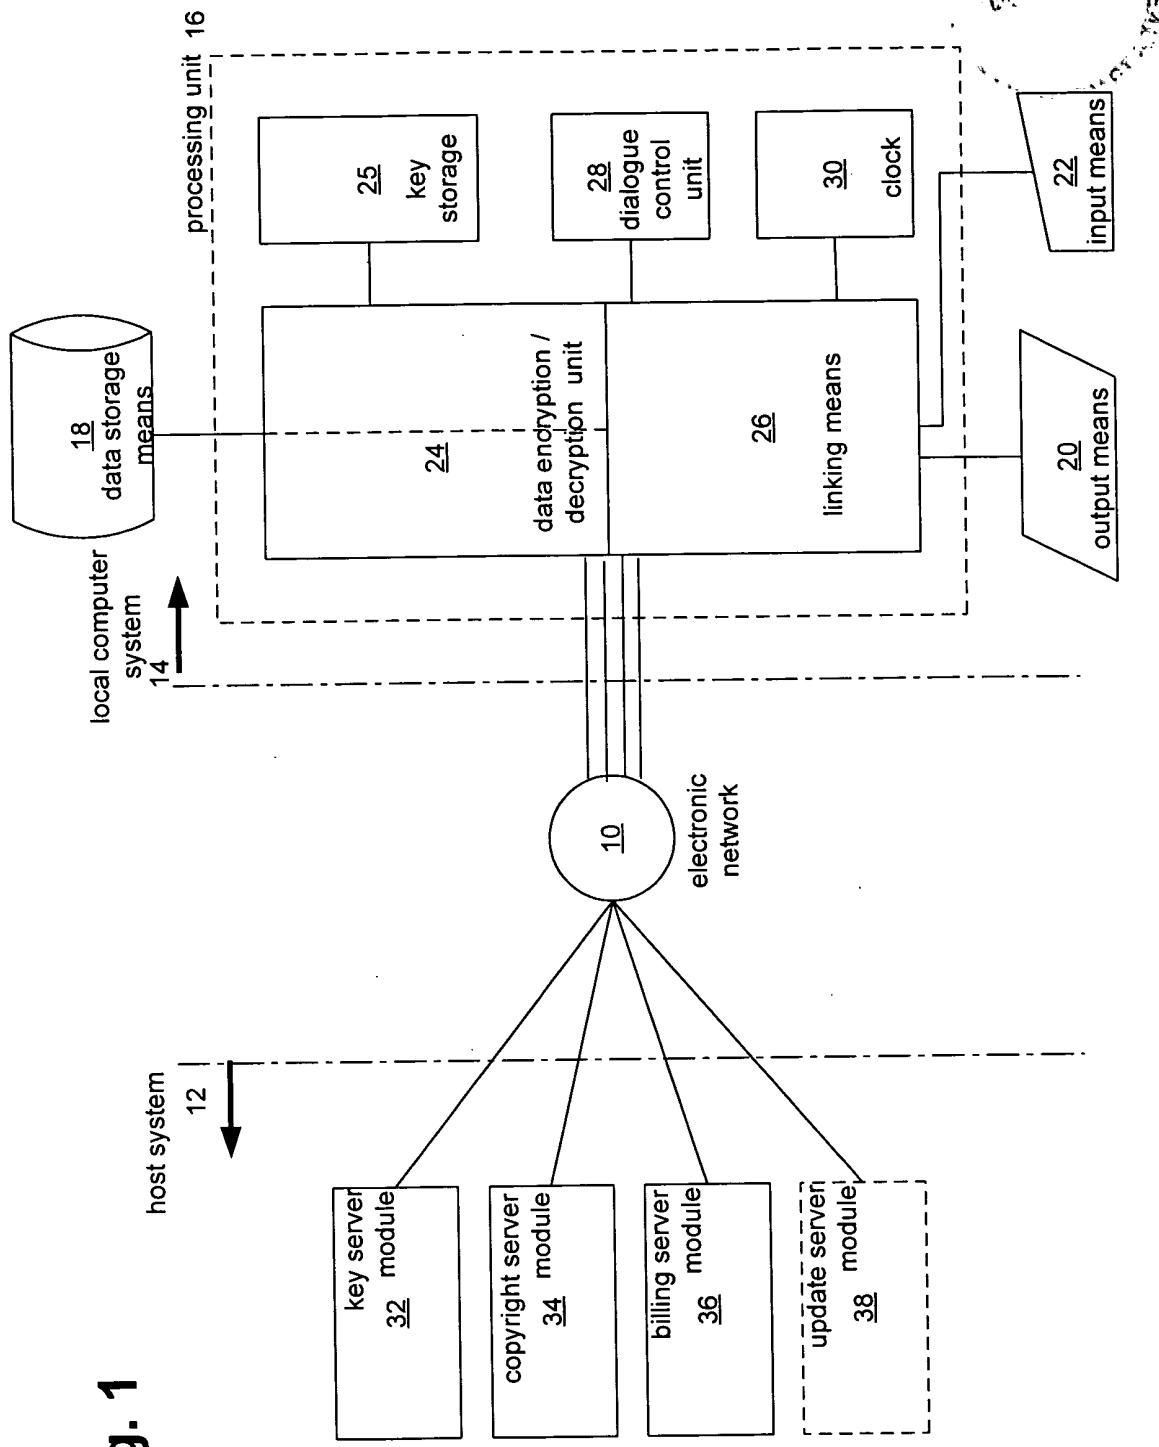 g. 1
host system
12
local computer
system
14
18
data storage
means
processing unit 16
key server
module
32
copyright server
module
34
billing server
module
36
update server
module
38
10
electronic
network
24
data encryption /
decryption unit
26
linking means
25
key
storage
28
dialogue
control
unit
30
clock
20
output means
22
input means